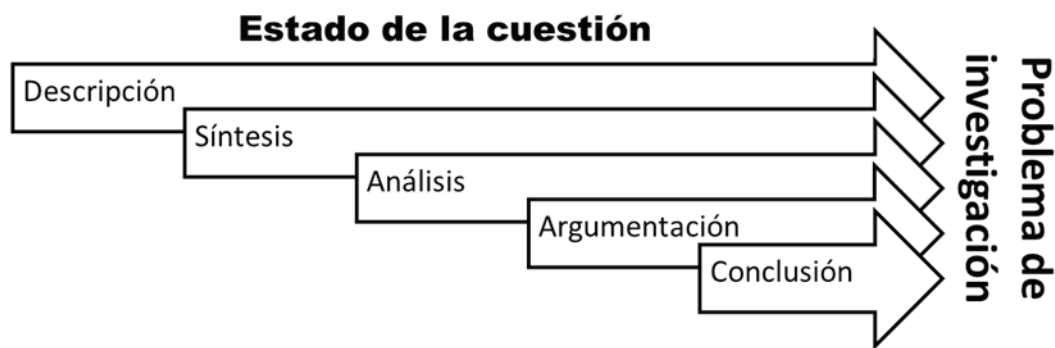 Estado de la cuestión
Descripción
Síntesis
Análisis
Argumentación
Conclusión
Problema de
investigación